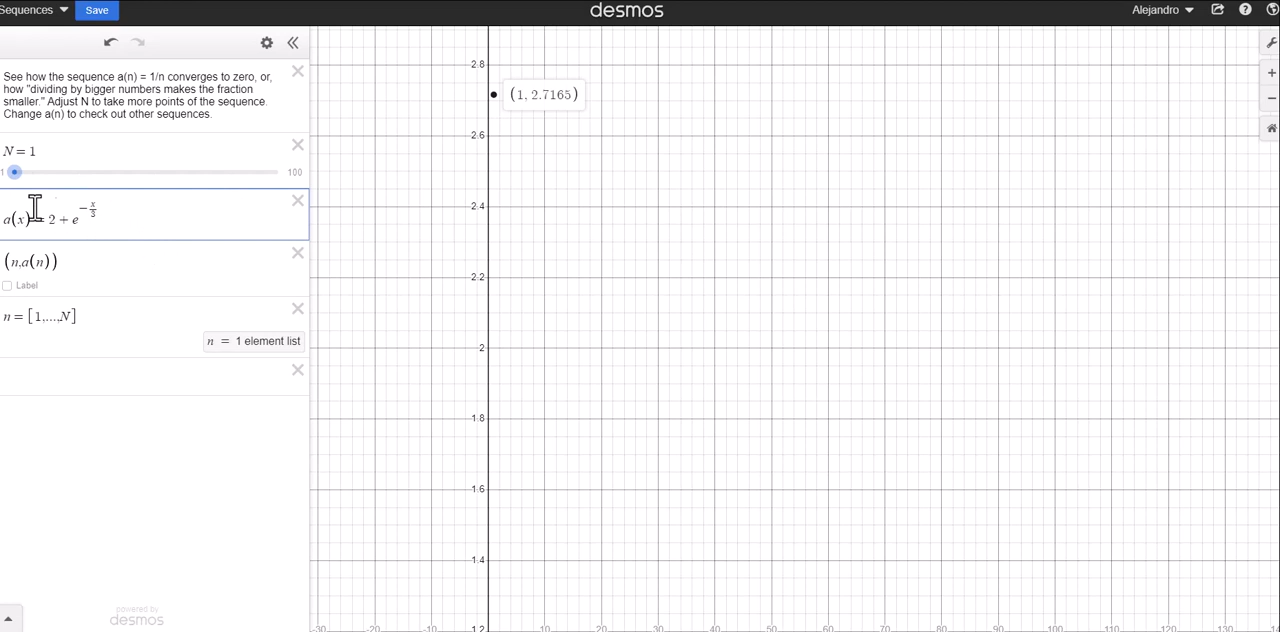 Sequences Save desmos Alejandro
See how the sequence a(n) = 1/n converges to zero, or,
how "dividing by bigger numbers makes the fraction
smaller." Adjust N to take more points of the sequence.
Change a(n) to check out other sequences.
N = 1
1 100
a(x) = 2 + e^{-x/3}
(n,a(n))
Label
n = [1,...,N]
n = 1 element list
powered by
desmos
(1, 2.7165)
2.8
2.6
2.4
2.2
2
1.8
1.6
1.4
1.2
-30 -20 -10 10 20 30 40 50 60 70 80 90 100 110 120 130